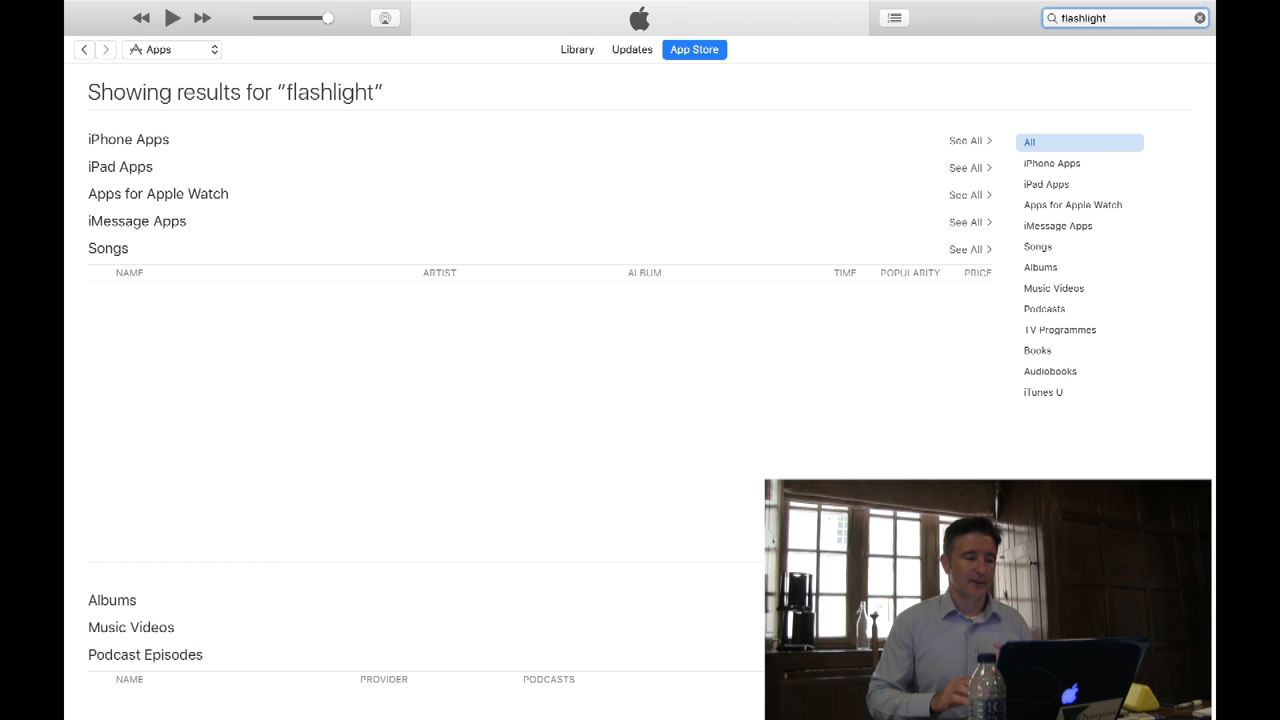 flashlight
Apps
Library
Updates
App Store
Showing results for “flashlight”
iPhone Apps
See All >
iPad Apps
See All >
Apps for Apple Watch
See All >
iMessage Apps
See All >
Songs
See All >
NAME ARTIST ALBUM TIME POPULARITY PRICE
All
iPhone Apps
iPad Apps
Apps for Apple Watch
iMessage Apps
Songs
Albums
Music Videos
Podcasts
TV Programmes
Books
Audiobooks
iTunes U
Albums
Music Videos
Podcast Episodes
NAME PROVIDER PODCASTS